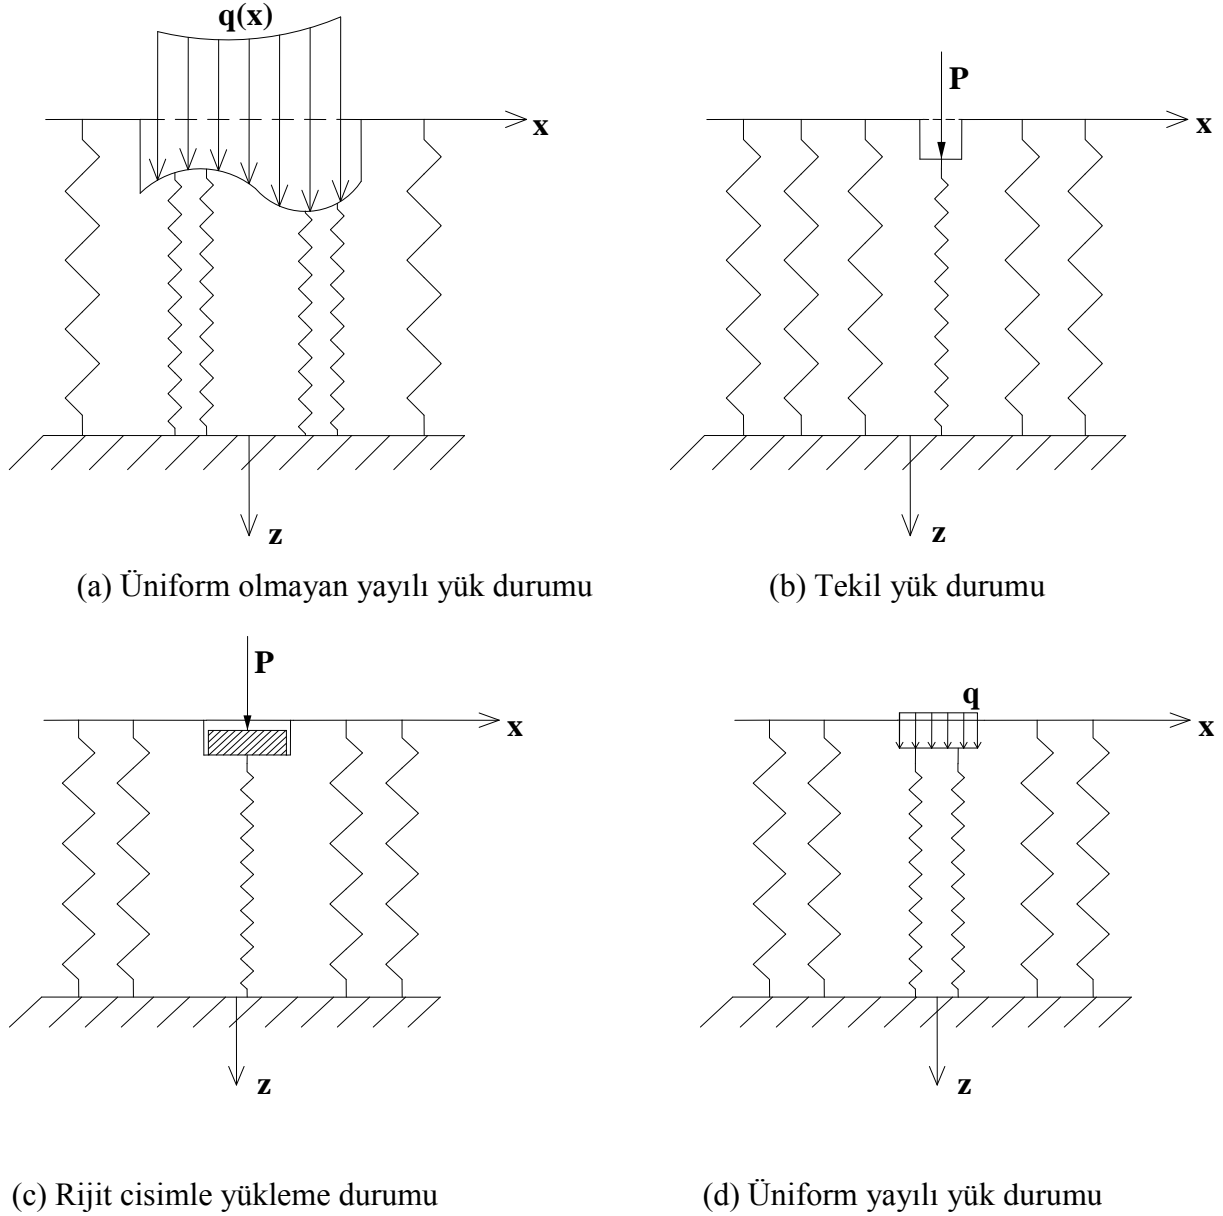 q(x)
x
z
(a) Üniform olmayan yayılı yük durumu
P
x
z
(b) Tekil yük durumu
P
x
z
(c) Rijit cisimle yükleme durumu
q
x
z
(d) Üniform yayılı yük durumu